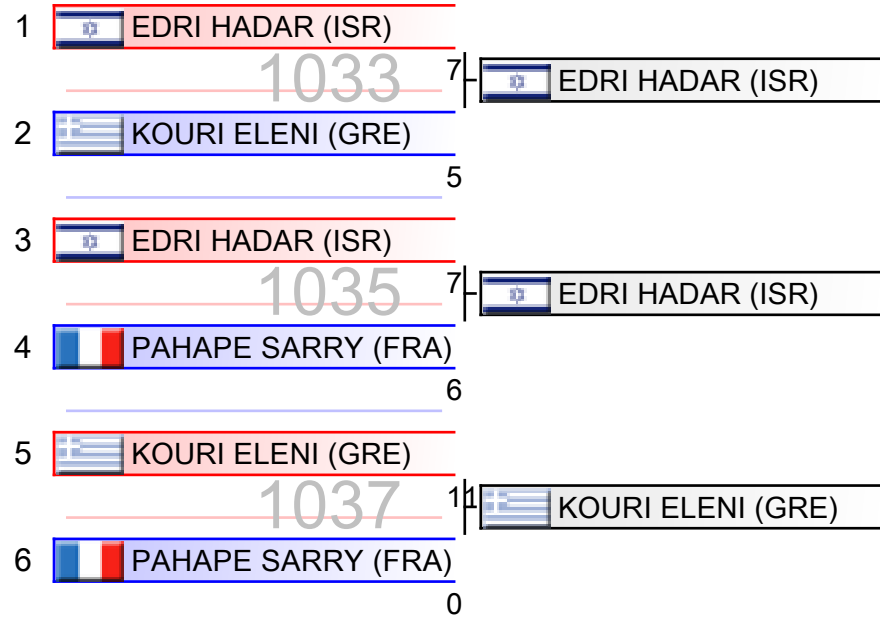 1 EDRI HADAR (ISR)
1033 7 EDRI HADAR (ISR)
2 KOURI ELENI (GRE)
5
3 EDRI HADAR (ISR)
1035 7 EDRI HADAR (ISR)
4 PAHAPE SARRY (FRA)
6
5 KOURI ELENI (GRE)
1037 11 KOURI ELENI (GRE)
6 PAHAPE SARRY (FRA)
0